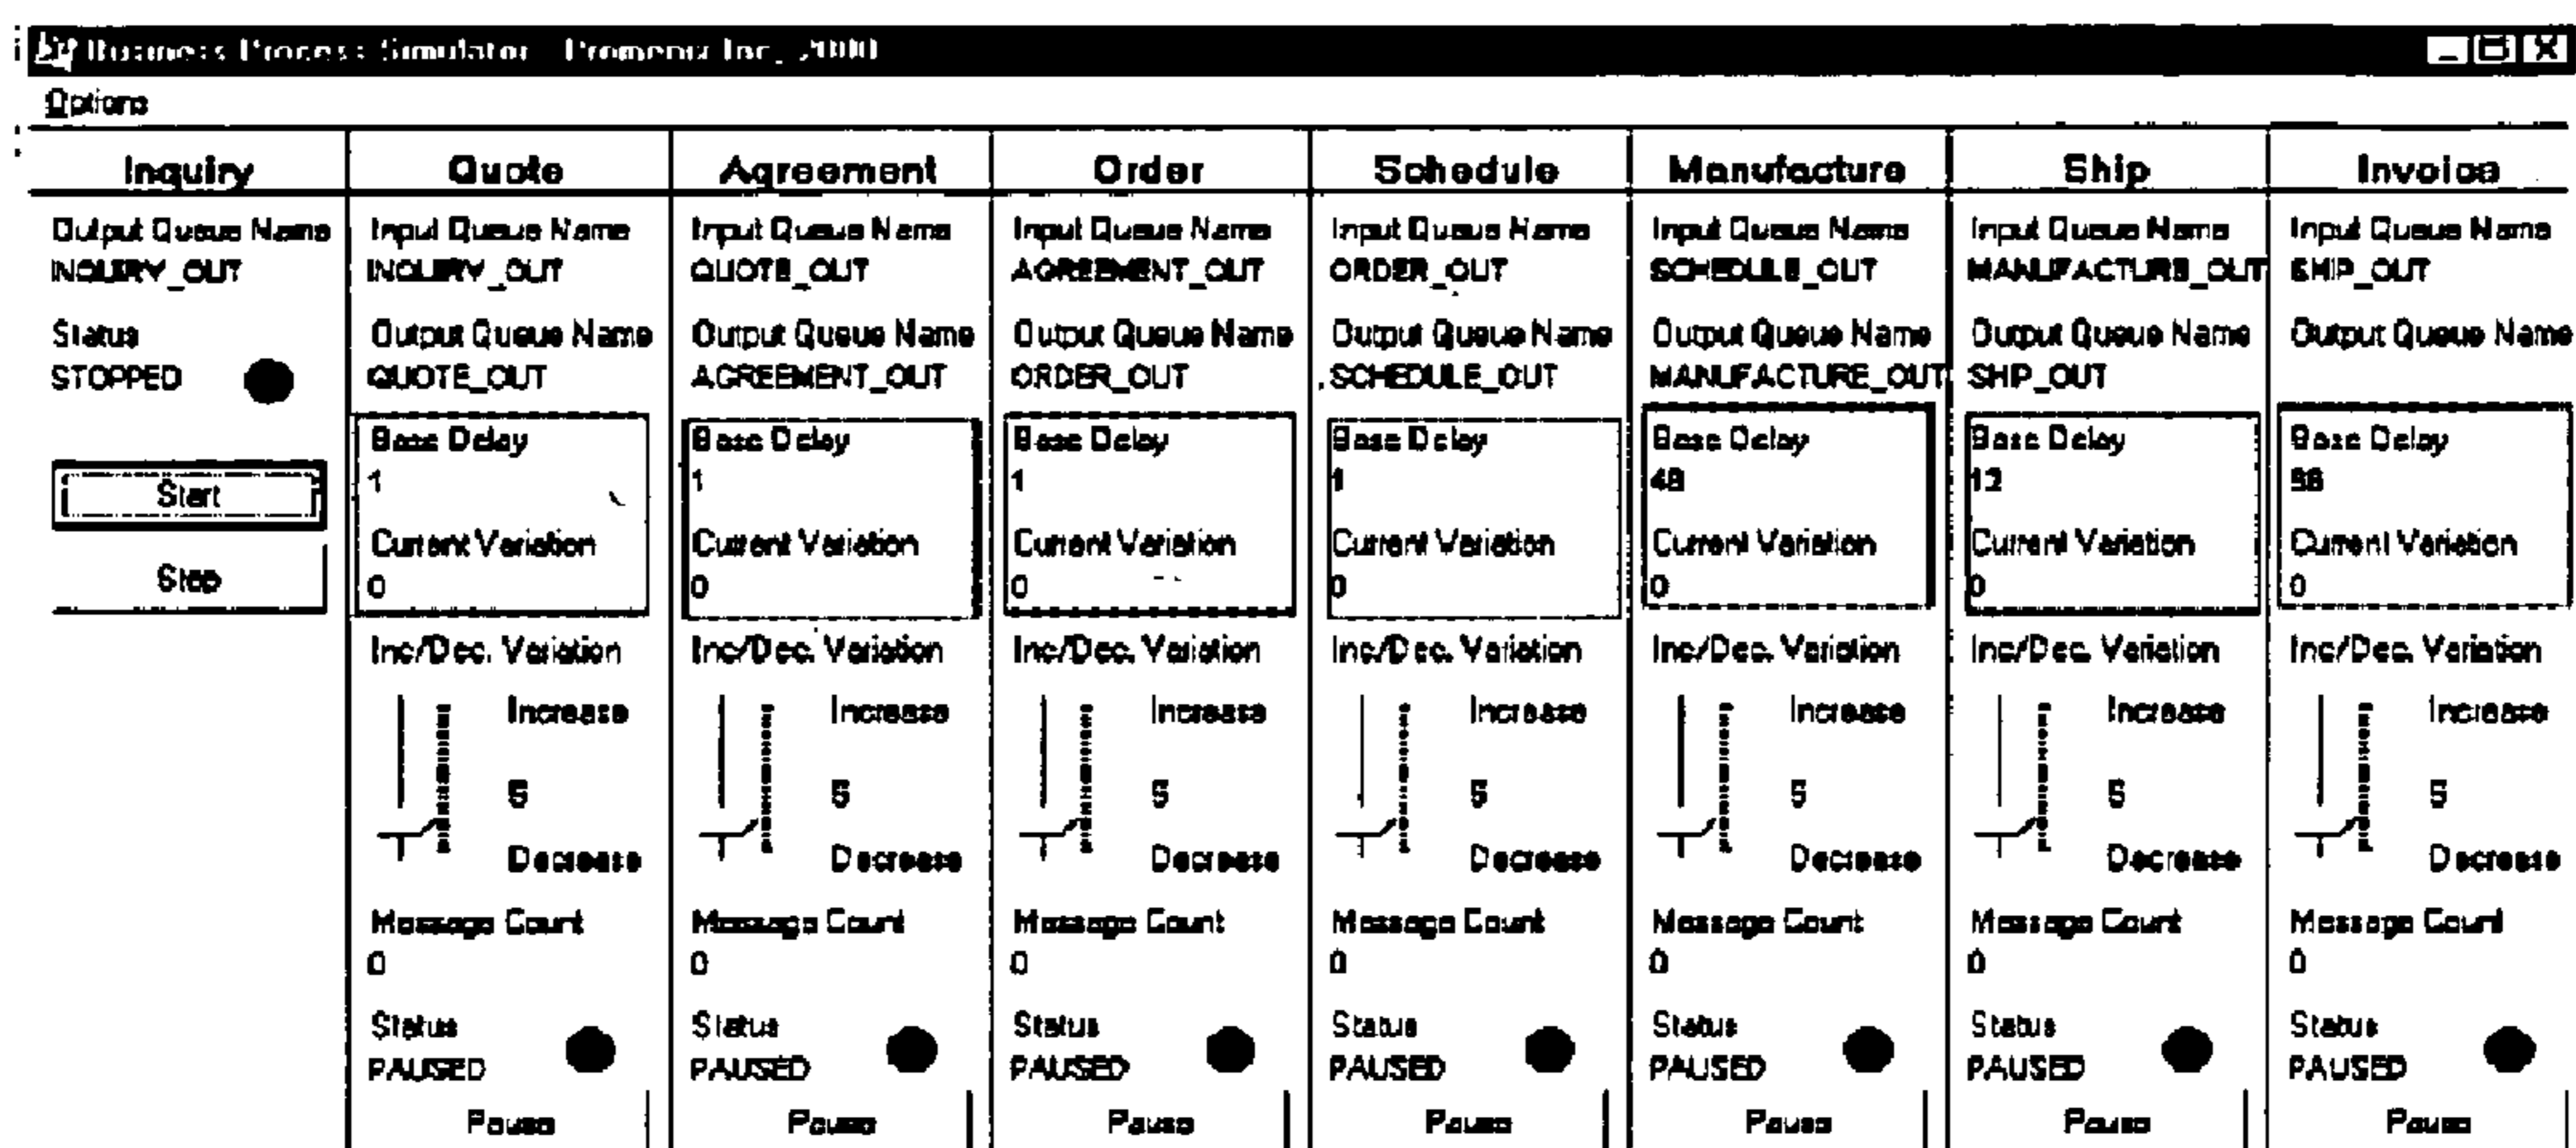 Business Process Simulator - Promenix Inc., 2000
Options
Inquiry Quote Agreement Order Schedule Manufacture Ship Invoice
Output Queue Name Input Queue Name Input Queue Name Input Queue Name Input Queue Name Input Queue Name Input Queue Name Input Queue Name
INQUIRY_OUT INQUIRY_OUT QUOTE_OUT AGREEMENT_OUT ORDER_OUT SCHEDULE_OUT MANUFACTURE_OUT SHIP_OUT
Status Output Queue Name Output Queue Name Output Queue Name Output Queue Name Output Queue Name Output Queue Name Output Queue Name
STOPPED QUOTE_OUT AGREEMENT_OUT ORDER_OUT SCHEDULE_OUT MANUFACTURE_OUT SHIP_OUT
Base Delay Base Delay Base Delay Base Delay Base Delay Base Delay Base Delay
Start 1 1 1 1 48 12
Current Variation Current Variation Current Variation Current Variation Current Variation Current Variation Current Variation
Stop 0 0 0 0 0 0 0
Inc/Dec. Variation Inc/Dec. Variation Inc/Dec. Variation Inc/Dec. Variation Inc/Dec. Variation Inc/Dec. Variation Inc/Dec. Variation
Increase Increase Increase Increase Increase Increase Increase
5 5 5 5 5 5 5
Decrease Decrease Decrease Decrease Decrease Decrease Decrease
Message Count Message Count Message Count Message Count Message Count Message Count Message Count
0 0 0 0 0 0 0
Status Status Status Status Status Status Status
PAUSED PAUSED PAUSED PAUSED PAUSED PAUSED PAUSED
Pause Pause Pause Pause Pause Pause Pause